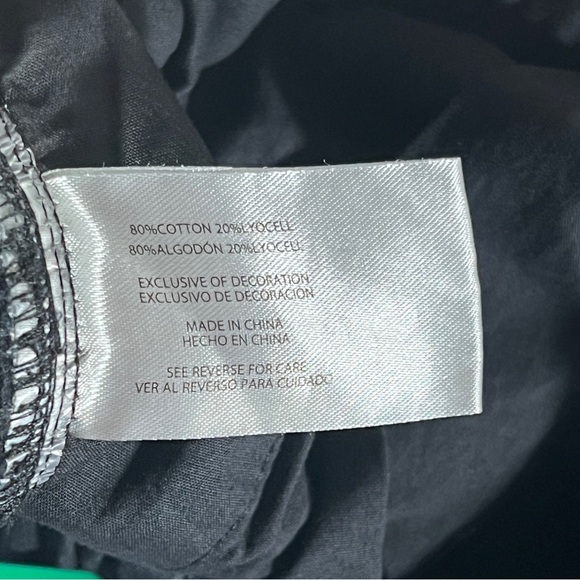 80%COTTON 20%LYOCELL
80%ALGODÓN 20%LYOCELL
EXCLUSIVE OF DECORATION
EXCLUSIVO DE DECORACIÓN
MADE IN CHINA
HECHO EN CHINA
SEE REVERSE FOR CARE
VER AL REVERSO PARA CUIDADO